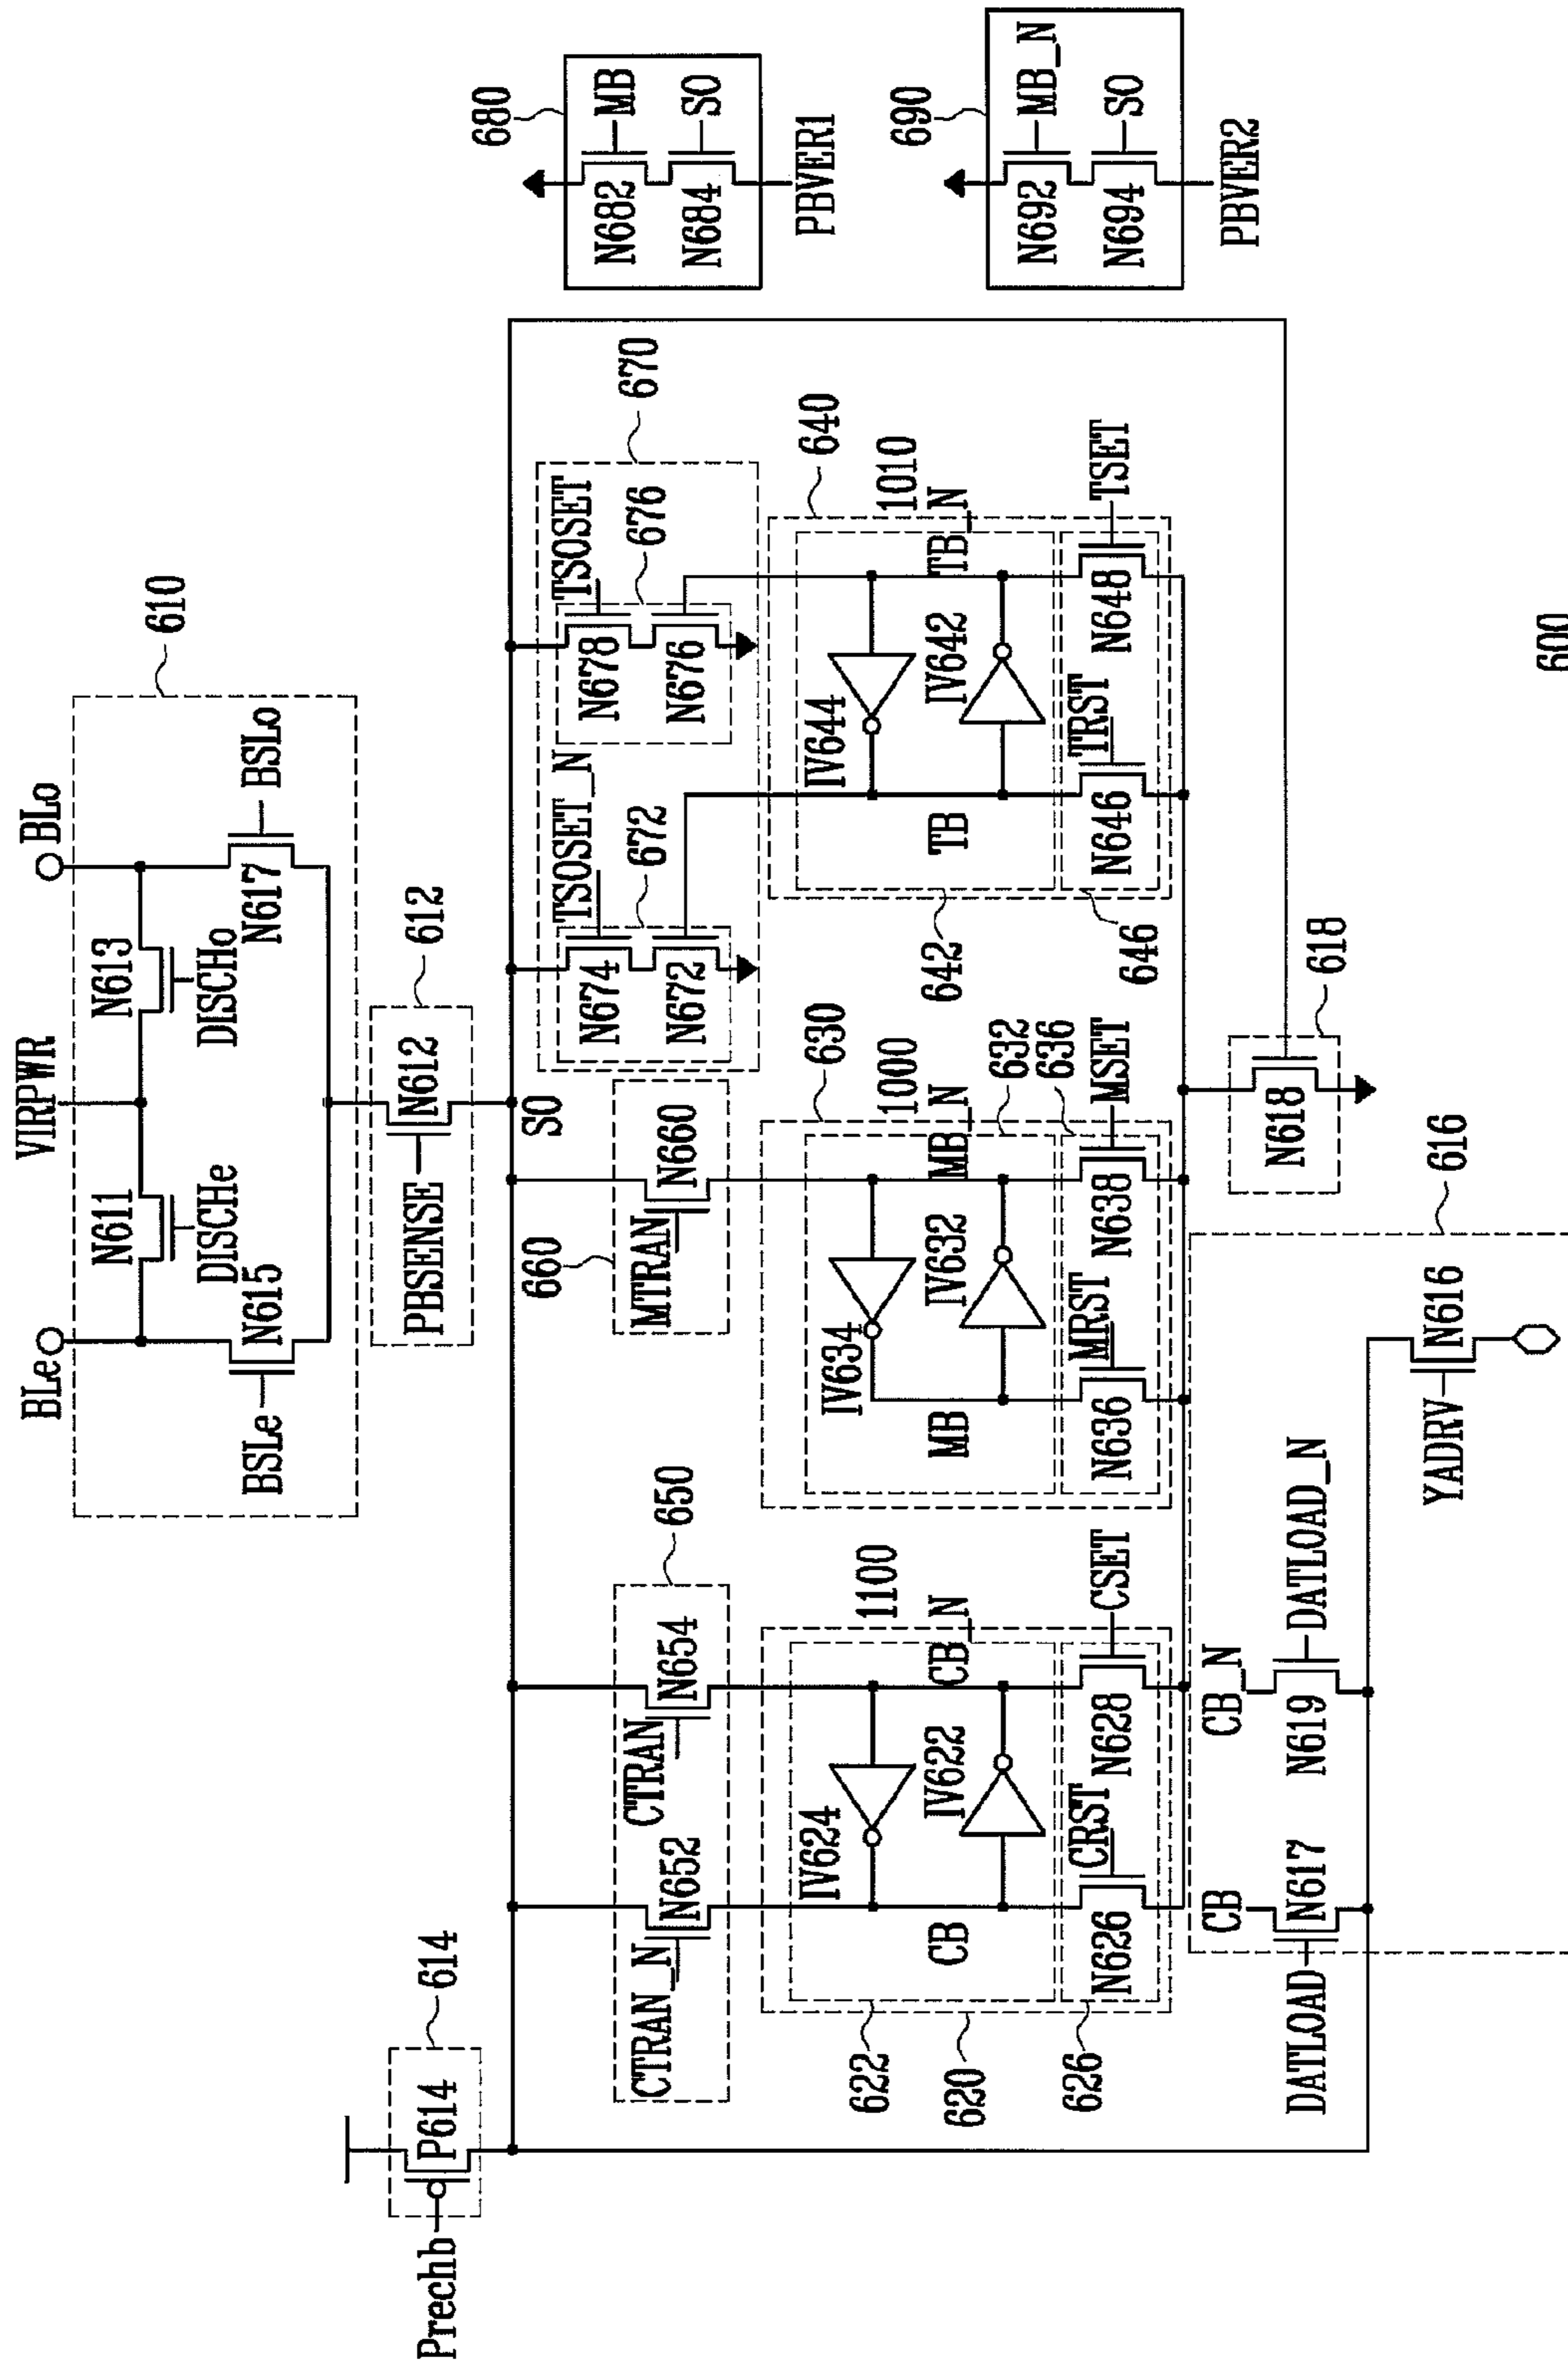 BLe
VIRPWR
BLo
610
N611
N613
DISCHe
DISCHo
BSLe
N615
N617
BSLo
Prechb
P614
614
PBSENSE
N612
612
SO
680
N682
MB
N684
SO
PBVER1
690
N692
MB_N
N694
SO
PBVER2
CTRAN_N
N652
CTRAN
N654
650
660
MTRAN
N660
TSOSET_N
N674
672
N672
TSOSET
N678
676
N676
670
1100
IV624
CB
IV622
CB_N
N626
CRST
N628
CSET
622
620
626
630
1000
IV634
MB
IV632
MB_N
632
636
N636
MRST
N638
MSET
640
1010
IV644
TB
IV642
TB_N
642
646
N646
TRST
N648
TSET
N618
618
616
CB
DATLOAD
N617
CB_N
N619
DATLOAD_N
YADRV
N616
600